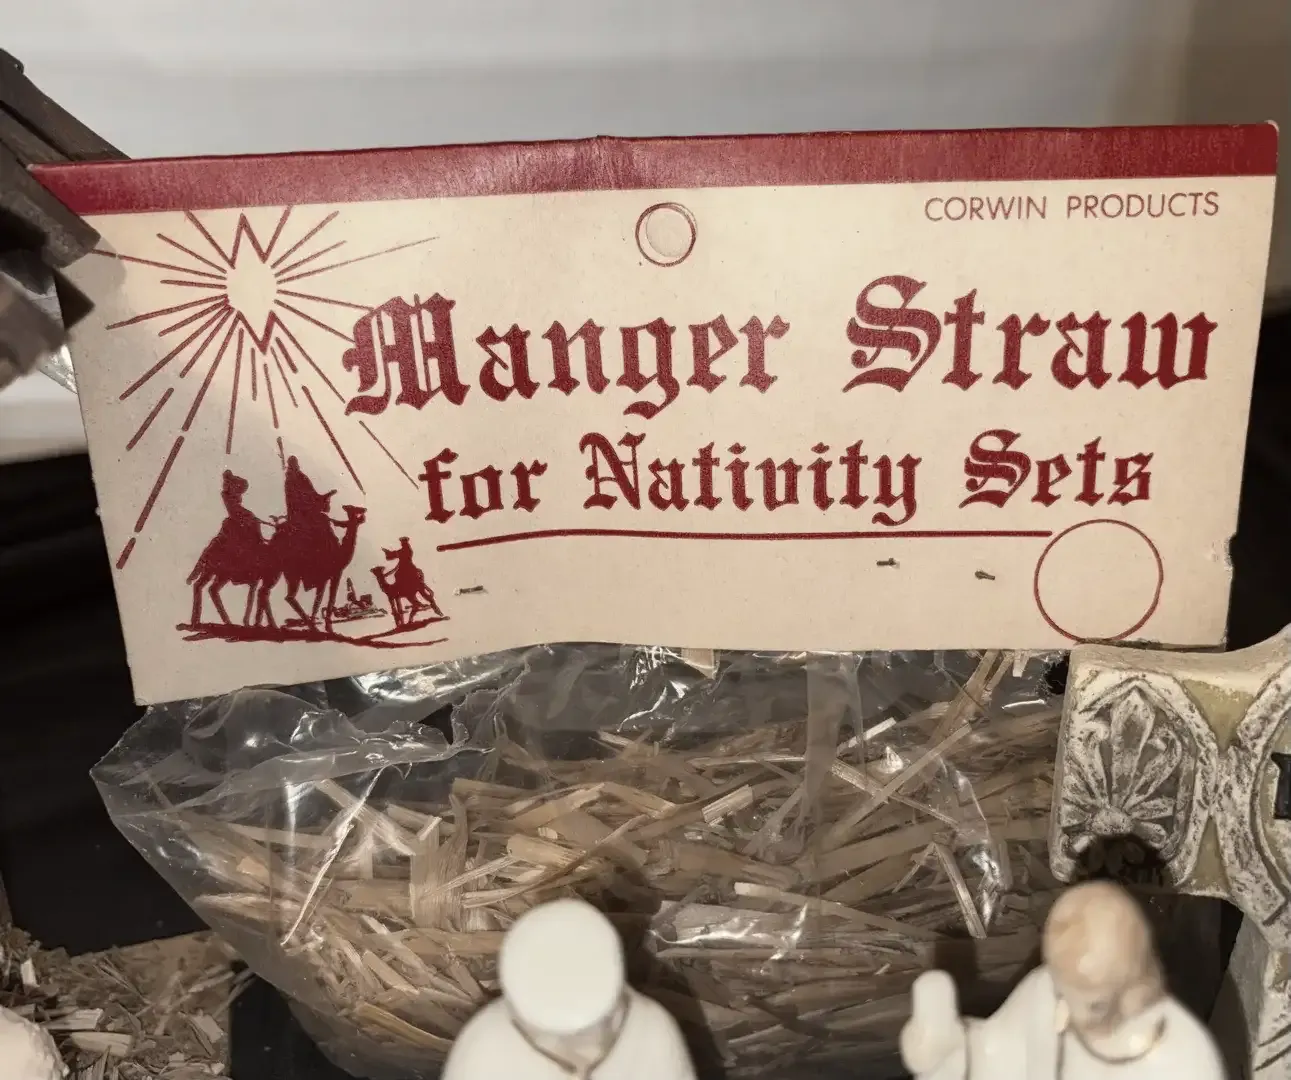 CORWIN PRODUCTS
Manger Straw
for Nativity Sets